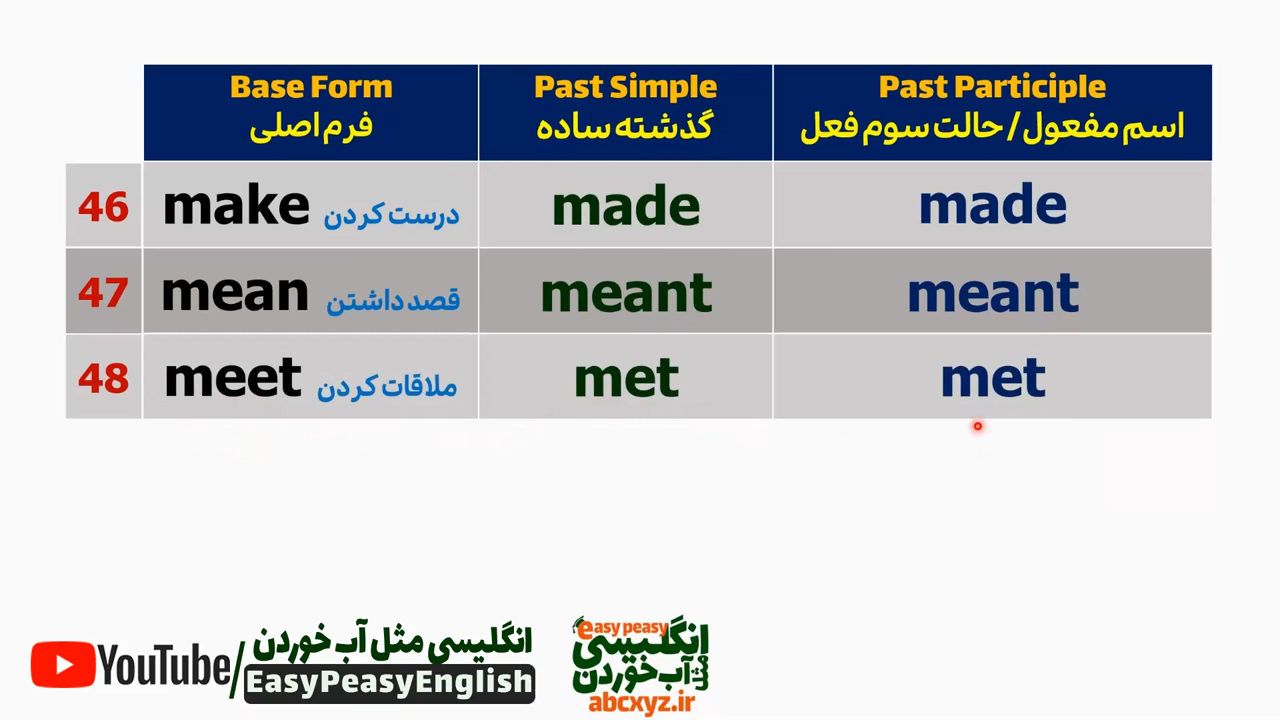 Base Form Past Simple Past Participle
فرم اصلی گذشته ساده اسم مفعول / حالت سوم فعل
46 make درست کردن made made
47 mean قصد داشتن meant meant
48 meet ملاقات کردن met met
YouTube / انگلیسی مثل آب خوردن
EasyPeasyEnglish
easy peasy
انگلیسی
مثل آب خوردن
abcxyz.ir